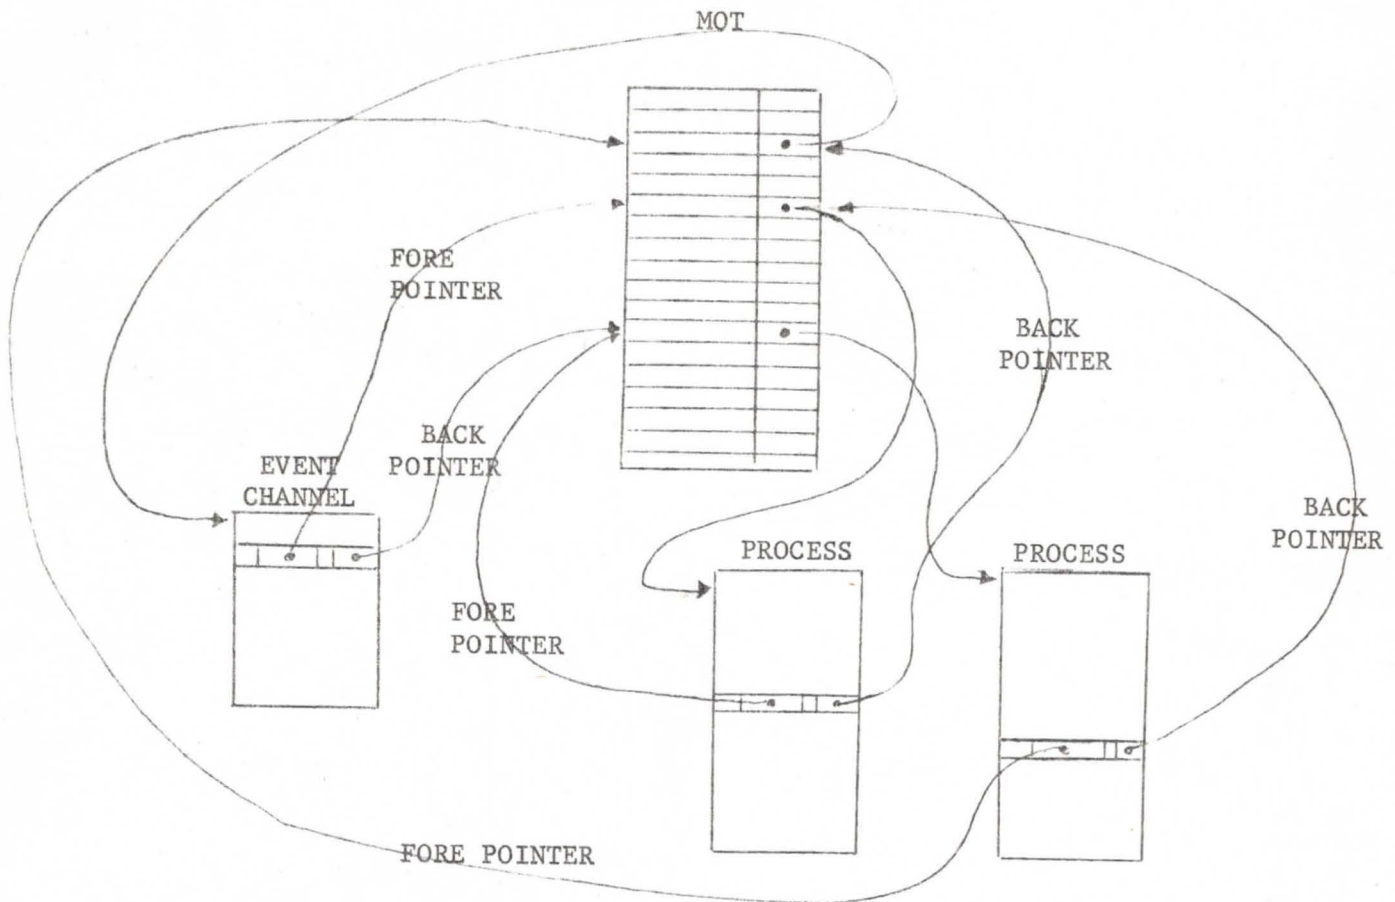 MOT
FORE
POINTER
BACK
POINTER
BACK
POINTER
EVENT
CHANNEL
BACK
POINTER
PROCESS
PROCESS
FORE
POINTER
FORE POINTER